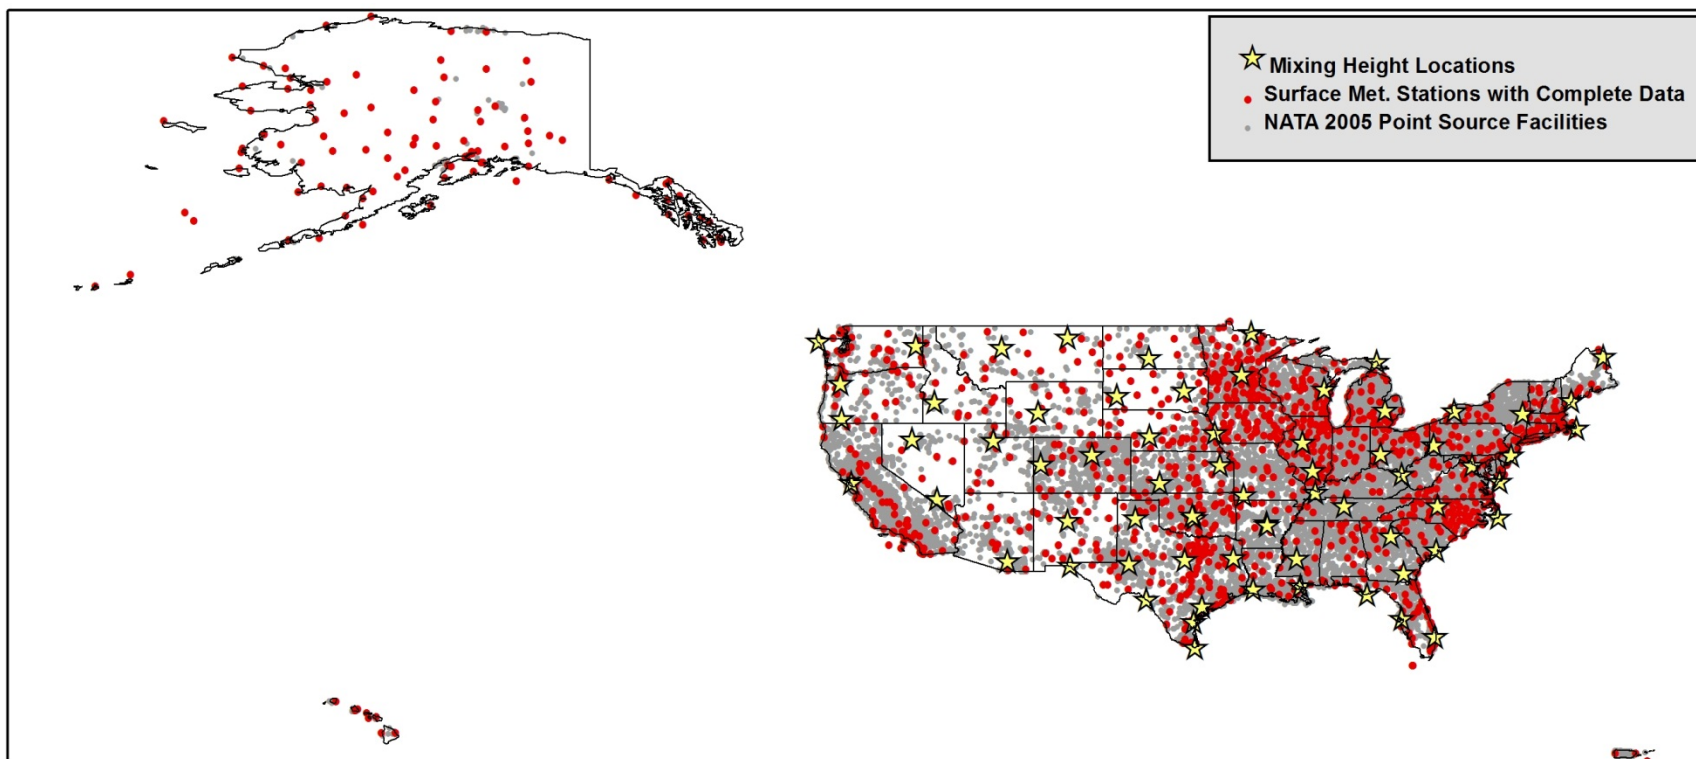 Mixing Height Locations
Surface Met. Stations with Complete Data
NATA 2005 Point Source Facilities